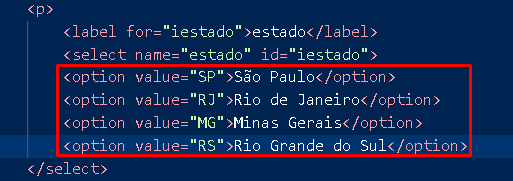 <p>
<label for="iestado">estado</label>
<select name="estado" id="iestado">
<option value="SP">São Paulo</option>
<option value="RJ">Rio de Janeiro</option>
<option value="MG">Minas Gerais</option>
<option value="RS">Rio Grande do Sul</option>
</select>